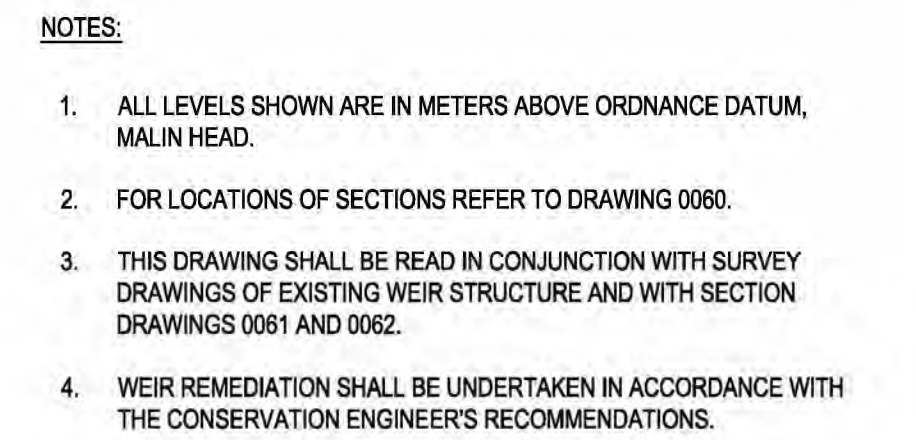 NOTES:
1. ALL LEVELS SHOWN ARE IN METERS ABOVE ORDNANCE DATUM,
MALIN HEAD.
2. FOR LOCATIONS OF SECTIONS REFER TO DRAWING 0060.
3. THIS DRAWING SHALL BE READ IN CONJUNCTION WITH SURVEY
DRAWINGS OF EXISTING WEIR STRUCTURE AND WITH SECTION
DRAWINGS 0061 AND 0062.
4. WEIR REMEDIATION SHALL BE UNDERTAKEN IN ACCORDANCE WITH
THE CONSERVATION ENGINEER'S RECOMMENDATIONS.